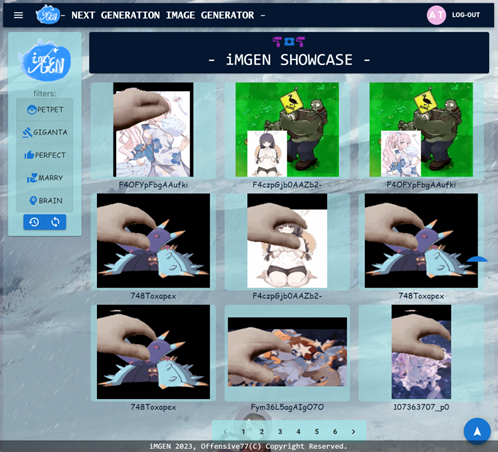 - NEXT GENERATION IMAGE GENERATOR -
A T
LOG-OUT
imGEN
- iMGEN SHOWCASE -
filters:
PETPET
GIGANTA
PERFECT
MARRY
BRAIN
F4OFYpFbgAAufki
F4czpGjb0AAZb2-
F4OFYpFbgAAufki
748Toxapex
F4czpGjb0AAZb2-
748Toxapex
748Toxapex
Fym36L5agAIgO7O
107363707_p0
1 2 3 4 5 6
iMGEN 2023, Offensive77(C) Copyright Reserved.